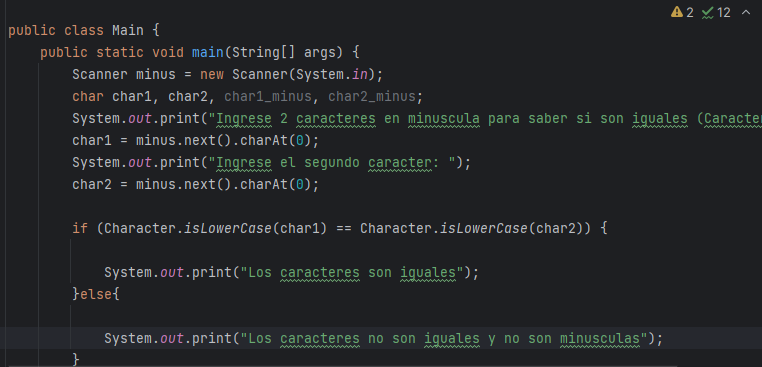 2 12
public class Main {
public static void main(String[] args) {
Scanner minus = new Scanner(System.in);
char char1, char2, char1_minus, char2_minus;
System.out.print("Ingrese 2 caracteres en minuscula para saber si son iguales (Caracter
char1 = minus.next().charAt(0);
System.out.print("Ingrese el segundo caracter: ");
char2 = minus.next().charAt(0);
if (Character.isLowerCase(char1) == Character.isLowerCase(char2)) {
System.out.print("Los caracteres son iguales");
}else{
System.out.print("Los caracteres no son iguales y no son minusculas");
}